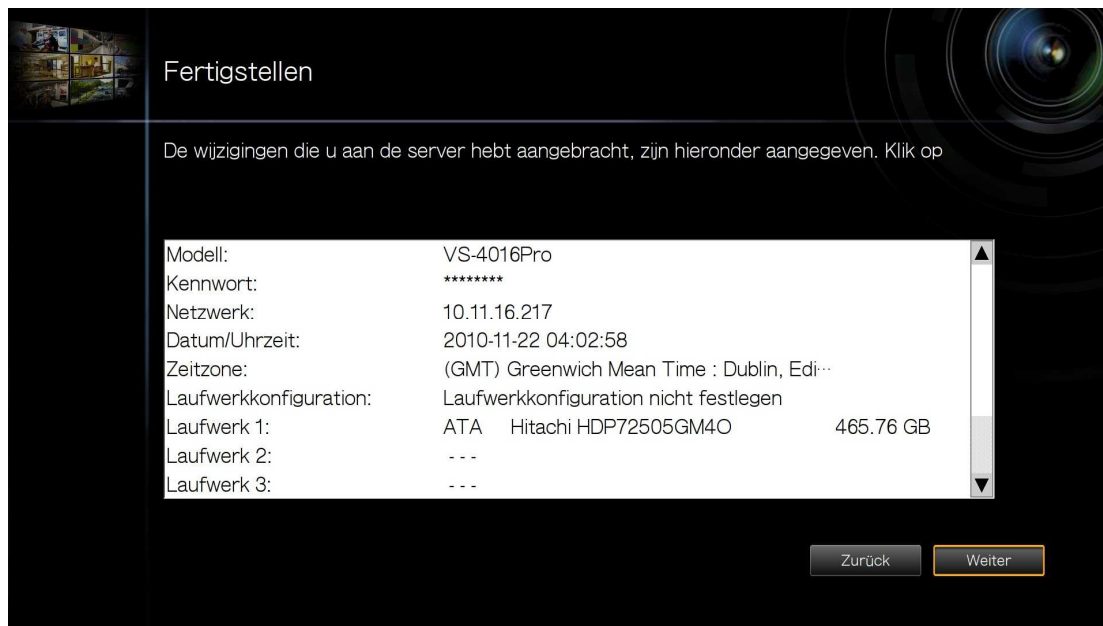 Fertigstellen
De wijzigingen die u aan de server hebt aangebracht, zijn hieronder aangegeven. Klik op
Modell: VS-4016Pro
Kennwort: ********
Netzwerk: 10.11.16.217
Datum/Uhrzeit: 2010-11-22 04:02:58
Zeitzone: (GMT) Greenwich Mean Time : Dublin, Edi···
Laufwerkkonfiguration: Laufwerkkonfiguration nicht festlegen
Laufwerk 1: ATA Hitachi HDP72505GM4O 465.76 GB
Laufwerk 2: - - -
Laufwerk 3: - - -
Zurück Weiter